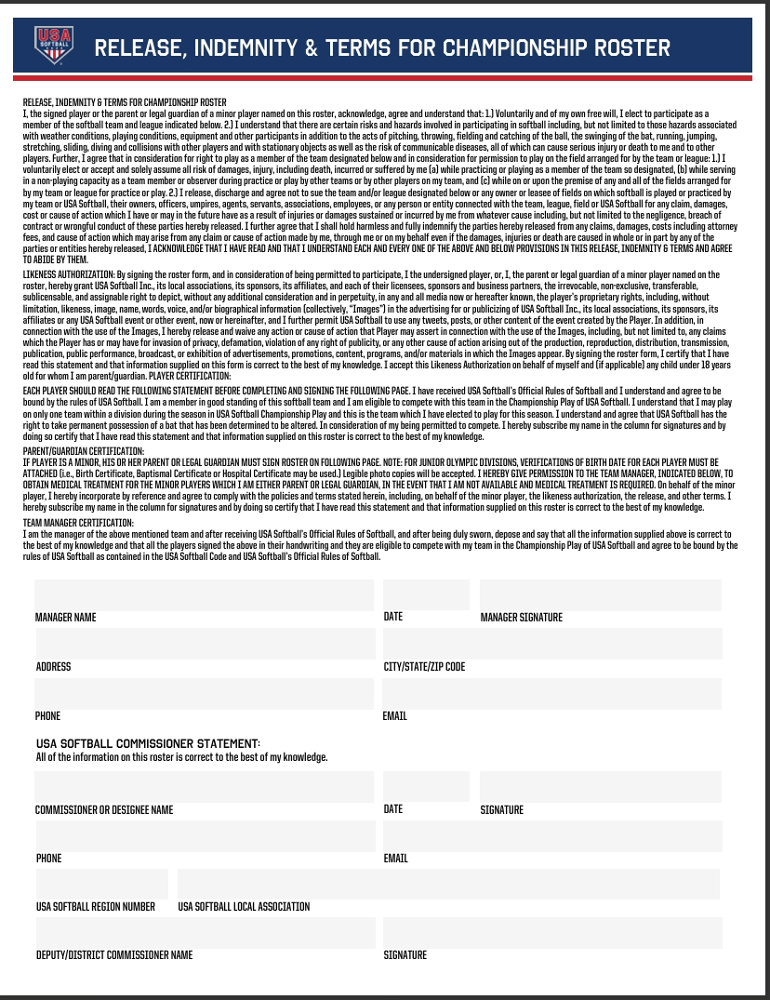 USA
SOFTBALL
RELEASE, INDEMNITY & TERMS FOR CHAMPIONSHIP ROSTER
RELEASE, INDEMNITY & TERMS FOR CHAMPIONSHIP ROSTER
I, the signed player or the parent or legal guardian of a minor player named on this roster, acknowledge, agree and understand that: 1.) Voluntarily and of my own free will, I elect to participate as a
member of the softball team and league indicated below. 2.) I understand that there are certain risks and hazards involved in participating in softball including, but not limited to those hazards associated
with weather conditions, playing conditions, equipment and other participants in addition to the acts of pitching, throwing, fielding and catching of the ball, the swinging of the bat, running, jumping,
stretching, sliding, diving and collisions with other players and with stationary objects as well as the risk of communicable diseases, all of which can cause serious injury or death to me and to other
players. Further, I agree that in consideration for right to play as a member of the team designated below and in consideration for permission to play on the field arranged for by the team or league: 1.) I
voluntarily elect or accept and solely assume all risk of damages, injury, including death, incurred or suffered by me (a) while practicing or playing as a member of the team so designated, (b) while serving
in a non-playing capacity as a team member or observer during practice or play by other teams or by other players on my team, and (c) while on or upon the premise of any and all of the fields arranged for
by my team or league for practice or play. 2.) I release, discharge and agree not to sue the team and/or league designated below or any owner or leasee of fields on which softball is played or practiced by
my team or USA Softball, their owners, officers, umpires, agents, servants, associations, employees, or any person or entity connected with the team, league, field or USA Softball for any claim, damages,
cost or cause of action which I have or may in the future have as a result of injuries or damages sustained or incurred by me from whatever cause including, but not limited to the negligence, breach of
contract or wrongful conduct of these parties hereby released. I further agree that I shall hold harmless and fully indemnify the parties hereby released from any claims, damages, costs including attorney
fees, and cause of action which may arise from any claim or cause of action made by me, through me or on my behalf even if the damages, injuries or death are caused in whole or in part by any of the
parties or entities hereby released, I ACKNOWLEDGE THAT I HAVE READ AND THAT I UNDERSTAND EACH AND EVERY ONE OF THE ABOVE AND BELOW PROVISIONS IN THIS RELEASE, INDEMNITY & TERMS AND AGREE
TO ABIDE BY THEM.
LIKENESS AUTHORIZATION: By signing the roster form, and in consideration of being permitted to participate, I the undersigned player, or, I, the parent or legal guardian of a minor player named on the
roster, hereby grant USA Softball Inc., its local associations, its sponsors, its affiliates, and each of their licensees, sponsors and business partners, the irrevocable, non-exclusive, transferable,
sublicensable, and assignable right to depict, without any additional consideration and in perpetuity, in any and all media now or hereafter known, the player's proprietary rights, including, without
limitation, likeness, image, name, words, voice, and/or biographical information (collectively, "Images") in the advertising for or publicizing of USA Softball Inc., its local associations, its sponsors, its
affiliates or any USA Softball event or other event, now or hereinafter, and I further permit USA Softball to use any tweets, posts, or other content of the event created by the Player. In addition, in
connection with the use of the Images, I hereby release and waive any action or cause of action that Player may assert in connection with the use of the Images, including, but not limited to, any claims
which the Player has or may have for invasion of privacy, defamation, violation of any right of publicity, or any other cause of action arising out of the production, reproduction, distribution, transmission,
publication, public performance, broadcast, or exhibition of advertisements, promotions, content, programs, and/or materials in which the Images appear. By signing the roster form, I certify that I have
read this statement and that information supplied on this form is correct to the best of my knowledge. I accept this Likeness Authorization on behalf of myself and (if applicable) any child under 18 years
old for whom I am parent/guardian. PLAYER CERTIFICATION:
EACH PLAYER SHOULD READ THE FOLLOWING STATEMENT BEFORE COMPLETING AND SIGNING THE FOLLOWING PAGE. I have received USA Softball's Official Rules of Softball and I understand and agree to be
bound by the rules of USA Softball. I am a member in good standing of this softball team and I am eligible to compete with this team in the Championship Play of USA Softball. I understand that I may play
on only one team within a division during the season in USA Softball Championship Play and this is the team which I have elected to play for this season. I understand and agree that USA Softball has the
right to take permanent possession of a bat that has been determined to be altered. In consideration of my being permitted to compete. I hereby subscribe my name in the column for signatures and by
doing so certify that I have read this statement and that information supplied on this roster is correct to the best of my knowledge.
PARENT/GUARDIAN CERTIFICATION:
IF PLAYER IS A MINOR, HIS OR HER PARENT OR LEGAL GUARDIAN MUST SIGN ROSTER ON FOLLOWING PAGE. NOTE: FOR JUNIOR OLYMPIC DIVISIONS, VERIFICATIONS OF BIRTH DATE FOR EACH PLAYER MUST BE
ATTACHED (i.e., Birth Certificate, Baptismal Certificate or Hospital Certificate may be used.) Legible photo copies will be accepted. I HEREBY GIVE PERMISSION TO THE TEAM MANAGER, INDICATED BELOW, TO
OBTAIN MEDICAL TREATMENT FOR THE MINOR PLAYERS WHICH I AM EITHER PARENT OR LEGAL GUARDIAN, IN THE EVENT THAT I AM NOT AVAILABLE AND MEDICAL TREATMENT IS REQUIRED. On behalf of the minor
player, I hereby incorporate by reference and agree to comply with the policies and terms stated herein, including, on behalf of the minor player, the likeness authorization, the release, and other terms. I
hereby subscribe my name in the column for signatures and by doing so certify that I have read this statement and that information supplied on this roster is correct to the best of my knowledge.
TEAM MANAGER CERTIFICATION:
I am the manager of the above mentioned team and after receiving USA Softball's Official Rules of Softball, and after being duly sworn, depose and say that all the information supplied above is correct to
the best of my knowledge and that all the players signed the above in their handwriting and they are eligible to compete with my team in the Championship Play of USA Softball and agree to be bound by the
rules of USA Softball as contained in the USA Softball Code and USA Softball's Official Rules of Softball.
MANAGER NAME
DATE
MANAGER SIGNATURE
ADDRESS
CITY/STATE/ZIP CODE
PHONE
EMAIL
USA SOFTBALL COMMISSIONER STATEMENT:
All of the information on this roster is correct to the best of my knowledge.
COMMISSIONER OR DESIGNEE NAME
DATE
SIGNATURE
PHONE
EMAIL
USA SOFTBALL REGION NUMBER
USA SOFTBALL LOCAL ASSOCIATION
DEPUTY/DISTRICT COMMISSIONER NAME
SIGNATURE